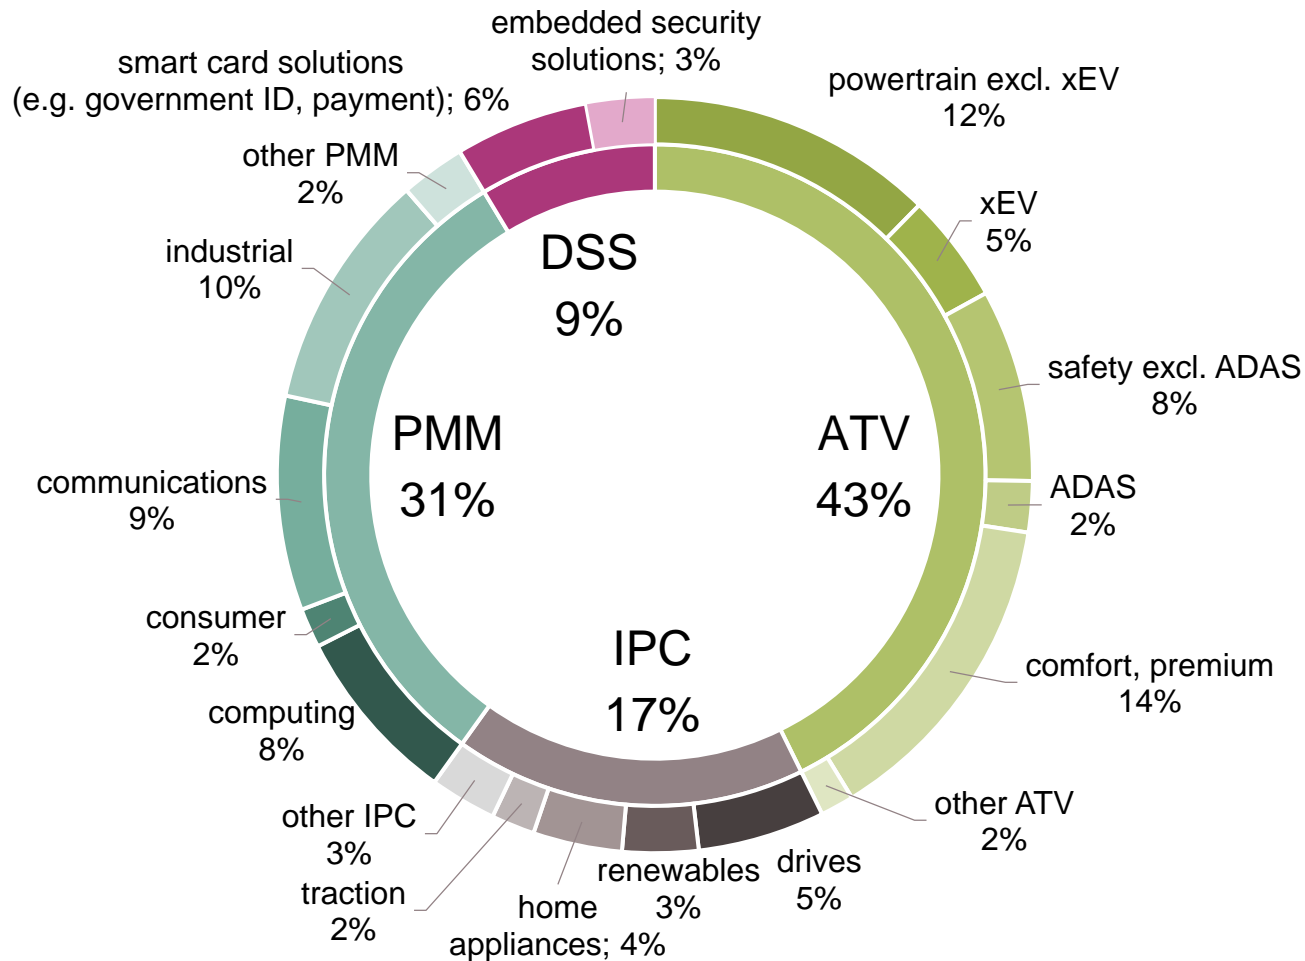 embedded security
solutions; 3%
smart card solutions
(e.g. government ID, payment); 6%
powertrain excl. xEV
12%
other PMM
2%
xEV
5%
industrial
10%
DSS
9%
safety excl. ADAS
8%
PMM
31%
ATV
43%
communications
9%
ADAS
2%
consumer
2%
IPC
17%
comfort, premium
14%
computing
8%
other IPC
3%
other ATV
2%
traction
2%
home
appliances; 4%
renewables
3%
drives
5%